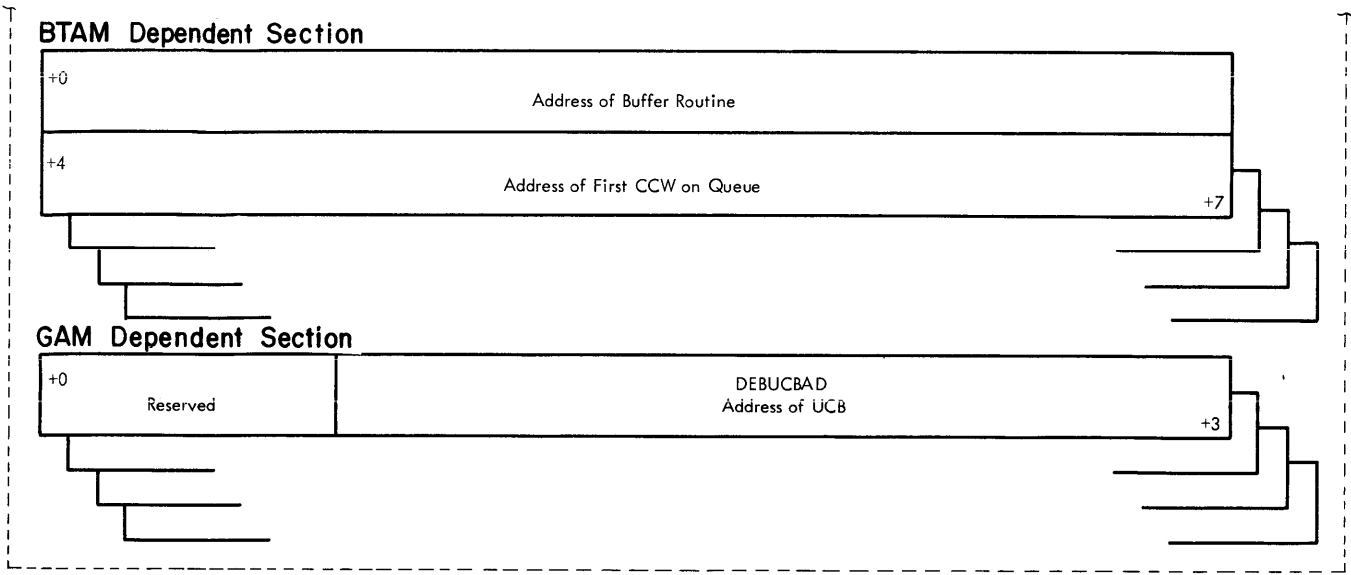 BTAM Dependent Section
+0
Address of Buffer Routine
+4
Address of First CCW on Queue
+7
GAM Dependent Section
+0
Reserved
DEBUCBAD
Address of UCB
+3